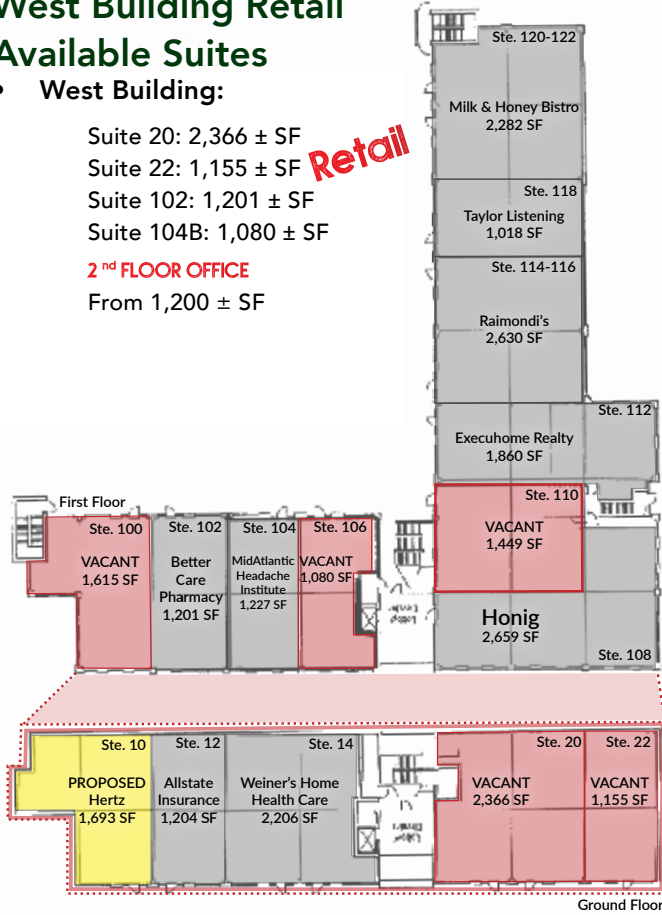 West Building Retail
Available Suites
• West Building:
Suite 20: 2,366 ± SF
Suite 22: 1,155 ± SF
Retail
Suite 102: 1,201 ± SF
Suite 104B: 1,080 ± SF
2nd FLOOR OFFICE
From 1,200 ± SF
Ste. 120-122
Milk & Honey Bistro
2,282 SF
Ste. 118
Taylor Listening
1,018 SF
Ste. 114-116
Raimondi's
2,630 SF
Ste. 112
Execuhome Realty
1,860 SF
Ste. 110
VACANT
1,449 SF
Honig
2,659 SF
Ste. 108
First Floor
Ste. 100
VACANT
1,615 SF
Ste. 102
Better
Care
Pharmacy
1,201 SF
Ste. 104
MidAtlantic
Headache
Institute
1,227 SF
Ste. 106
VACANT
1,080 SF
Ste. 10
PROPOSED
Hertz
1,693 SF
Ste. 12
Allstate
Insurance
1,204 SF
Ste. 14
Weiner's Home
Health Care
2,206 SF
Ste. 20
VACANT
2,366 SF
Ste. 22
VACANT
1,155 SF
Ground Floor